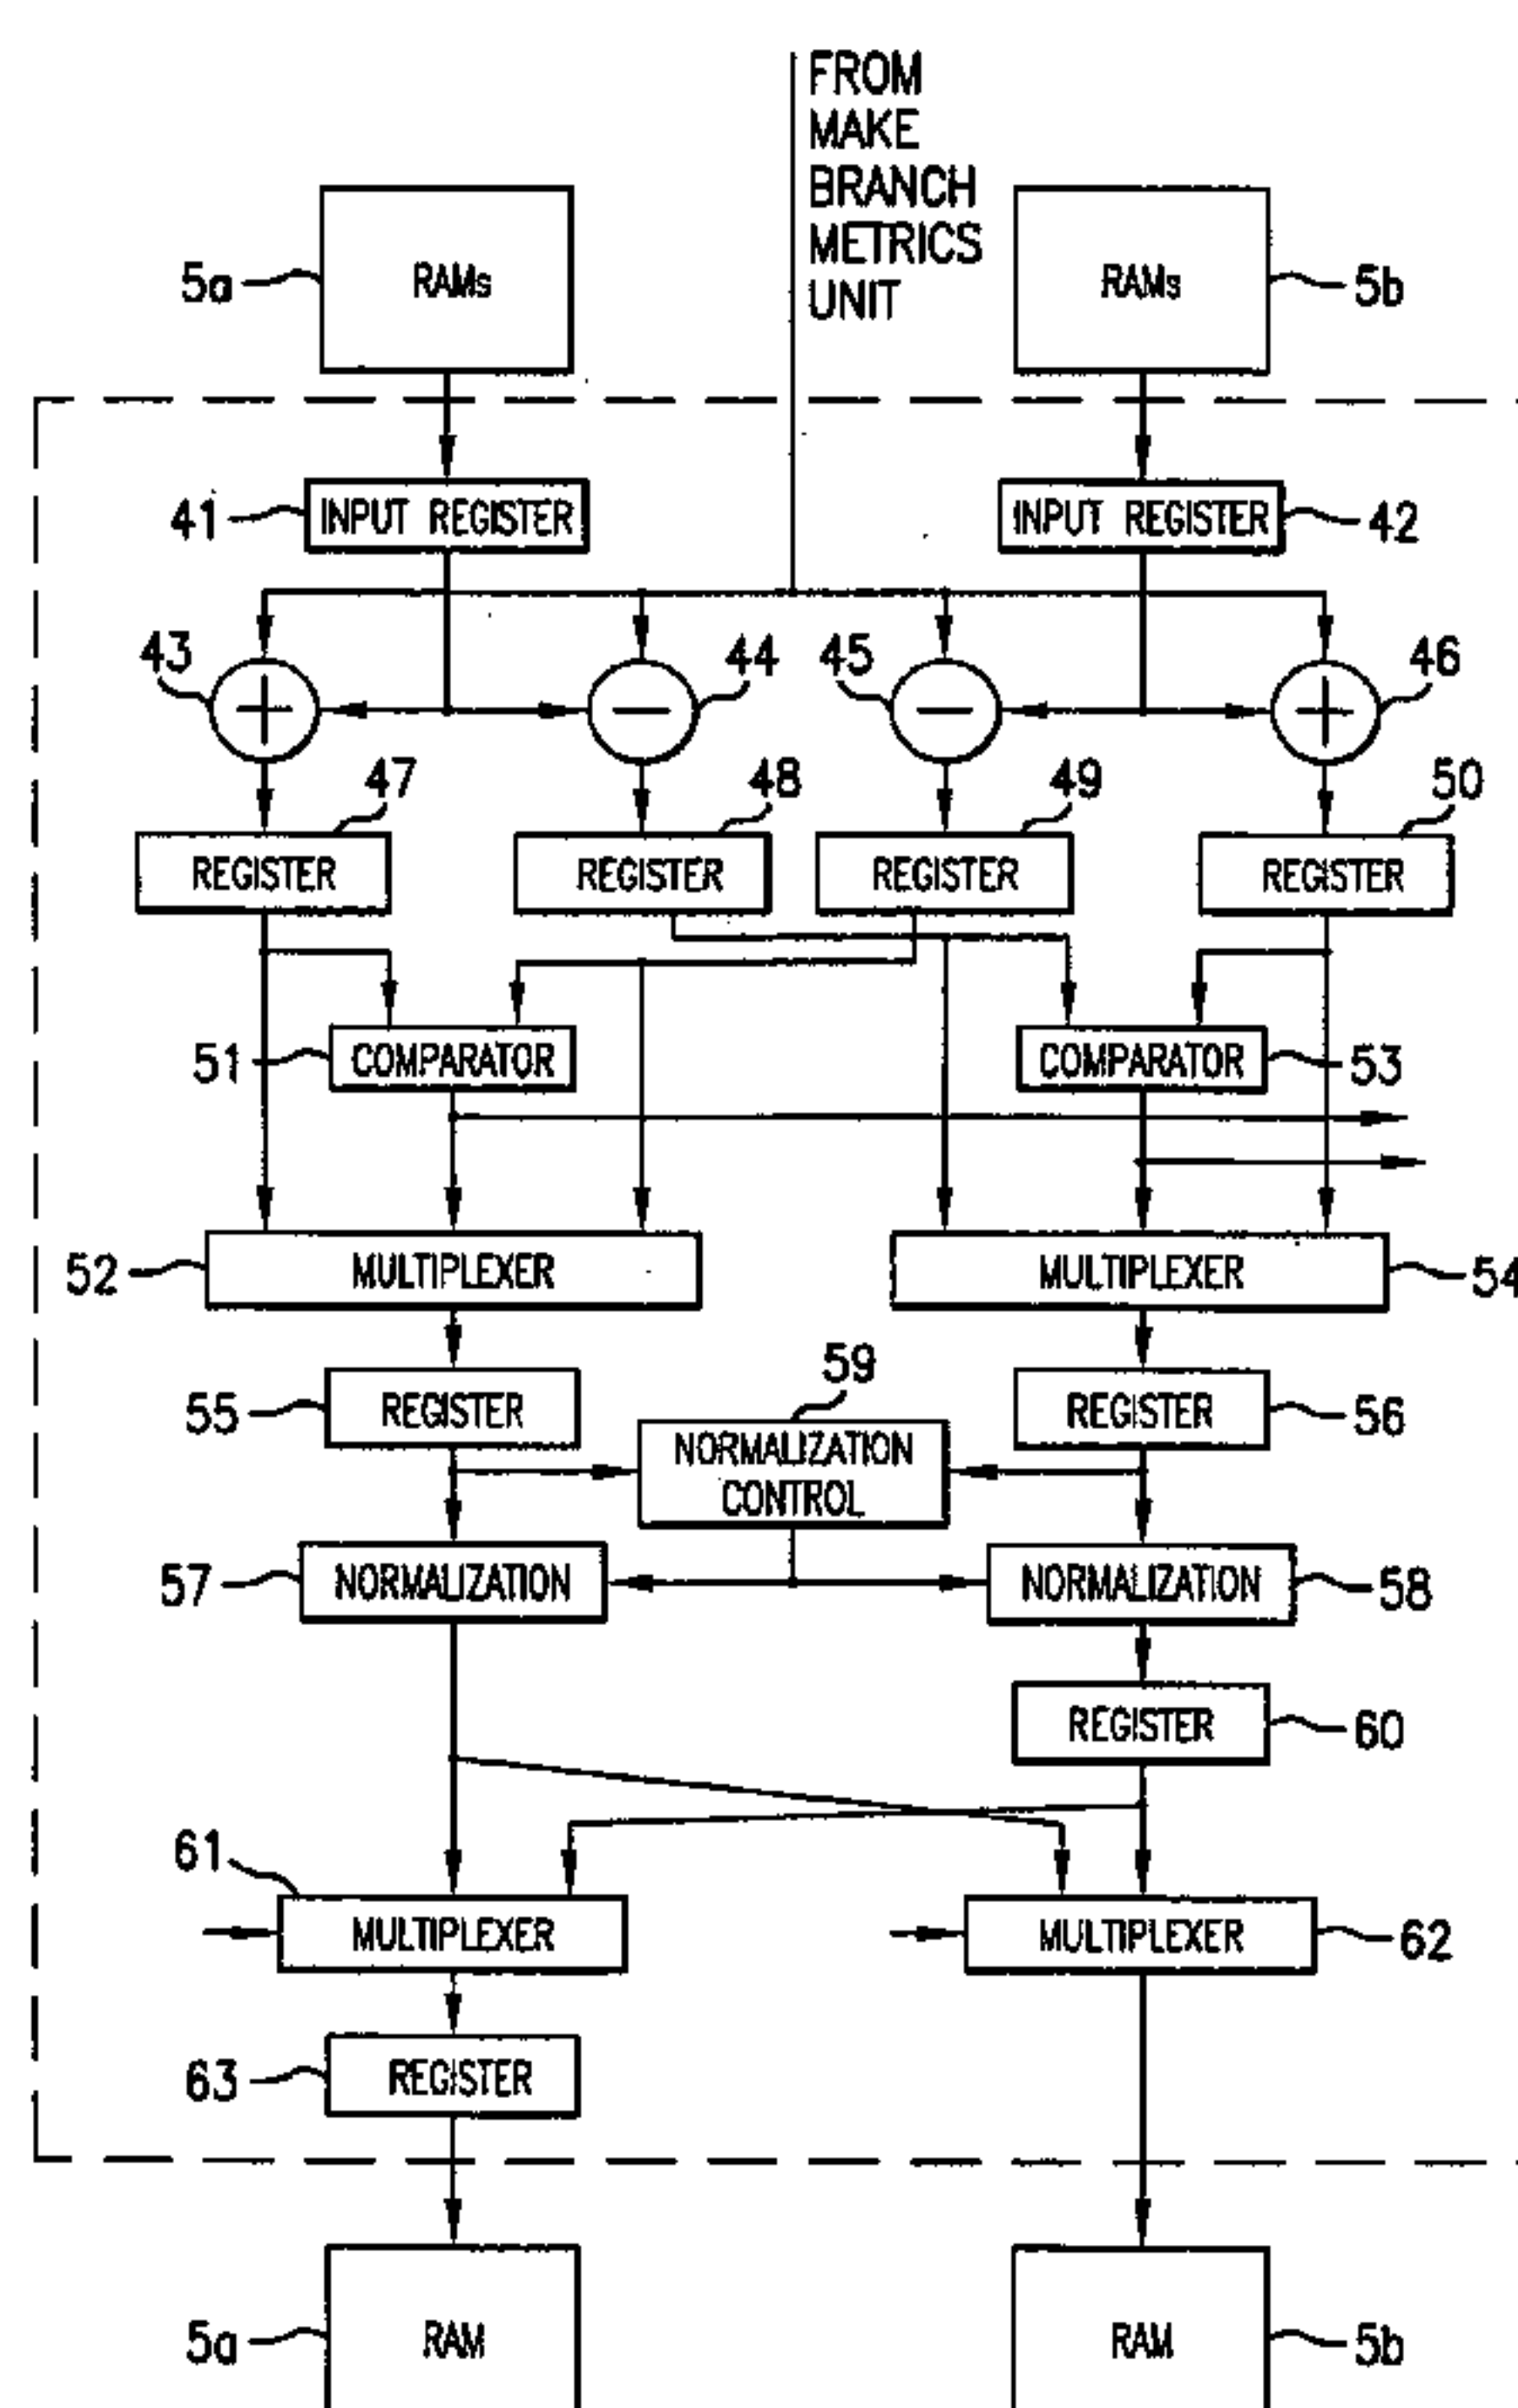 FROM
MAKE
BRANCH
METRICS
UNIT
5a
RAMs
RAMs
5b
41
INPUT REGISTER
INPUT REGISTER
42
43
44
45
46
47
48
49
50
REGISTER
REGISTER
REGISTER
REGISTER
51
COMPARATOR
COMPARATOR
53
52
MULTIPLEXER
MULTIPLEXER
54
59
55
REGISTER
REGISTER
56
NORMALIZATION
CONTROL
57
NORMALIZATION
NORMALIZATION
58
REGISTER
60
61
MULTIPLEXER
MULTIPLEXER
62
63
REGISTER
5a
RAM
RAM
5b